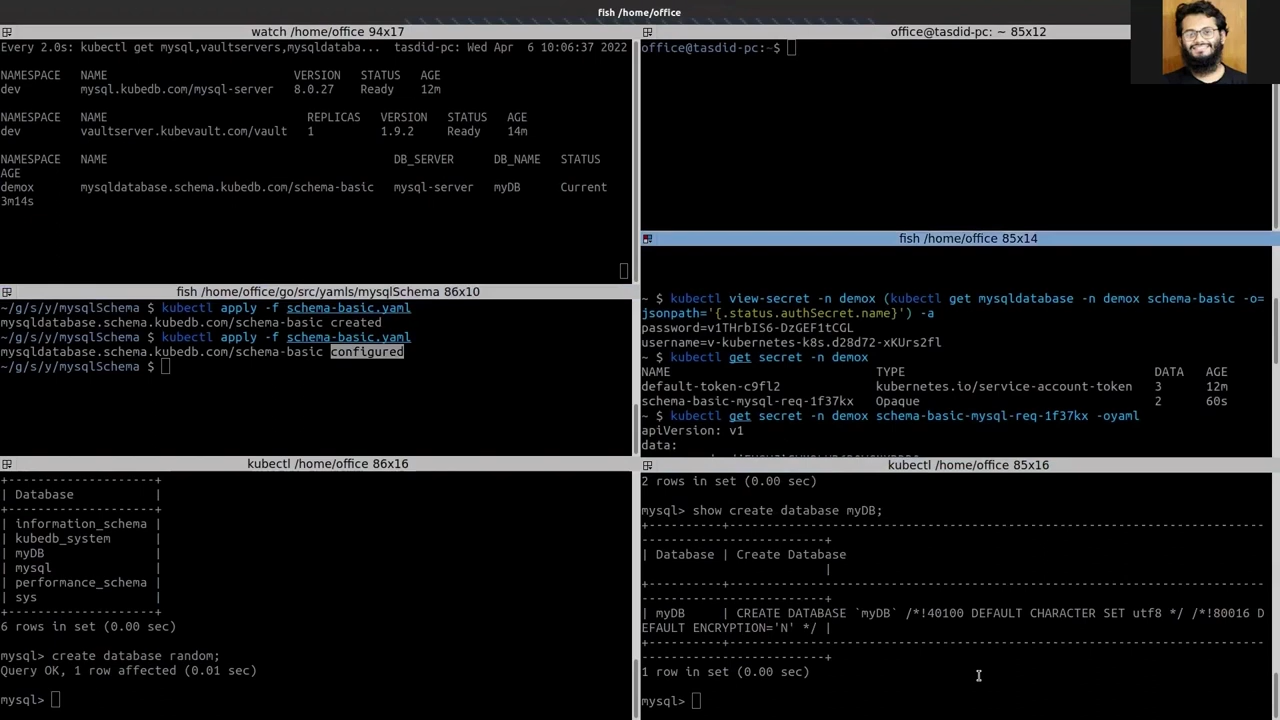 fish /home/office
watch /home/office 94x17
Every 2.0s: kubectl get mysql,vaultservers,mysqldataba... tasdid-pc: Wed Apr 6 10:06:37 2022
NAMESPACE NAME VERSION STATUS AGE
dev mysql.kubedb.com/mysql-server 8.0.27 Ready 12m
NAMESPACE NAME REPLICAS VERSION STATUS AGE
dev vaultserver.kubevault.com/vault 1 1.9.2 Ready 14m
NAMESPACE NAME DB_SERVER DB_NAME STATUS
AGE
demox mysqldatabase.schema.kubedb.com/schema-basic mysql-server myDB Current
3m14s
fish /home/office/go/src/yamls/mysqlSchema 86x10
~/g/s/y/mysqlSchema $ kubectl apply -f schema-basic.yaml
mysqldatabase.schema.kubedb.com/schema-basic created
~/g/s/y/mysqlSchema $ kubectl apply -f schema-basic.yaml
mysqldatabase.schema.kubedb.com/schema-basic configured
~/g/s/y/mysqlSchema $
kubectl /home/office 86x16
+--------------------+
| Database |
+--------------------+
| information_schema |
| kubedb_system |
| myDB |
| mysql |
| performance_schema |
| sys |
+--------------------+
6 rows in set (0.00 sec)
mysql> create database random;
Query OK, 1 row affected (0.01 sec)
mysql>
office@tasdid-pc: ~ 85x12
office@tasdid-pc:~$
fish /home/office 85x14
~ $ kubectl view-secret -n demox (kubectl get mysqldatabase -n demox schema-basic -o=
jsonpath='{.status.authSecret.name}') -a
password=v1THrbIS6-DzGEF1tCGL
username=v-kubernetes-k8s.d28d72-xKUrs2fl
~ $ kubectl get secret -n demox
NAME TYPE DATA AGE
default-token-c9fl2 kubernetes.io/service-account-token 3 12m
schema-basic-mysql-req-1f37kx Opaque 2 60s
~ $ kubectl get secret -n demox schema-basic-mysql-req-1f37kx -oyaml
apiVersion: v1
data:
kubectl /home/office 85x16
2 rows in set (0.00 sec)
mysql> show create database myDB;
+----------+--------------------------------------------------------------------------
-------------------------+
| Database | Create Database
|
+----------+--------------------------------------------------------------------------
-------------------------+
| myDB | CREATE DATABASE `myDB` /*!40100 DEFAULT CHARACTER SET utf8 */ /*!80016 D
EFAULT ENCRYPTION='N' */ |
+----------+--------------------------------------------------------------------------
-------------------------+
1 row in set (0.00 sec)
mysql>